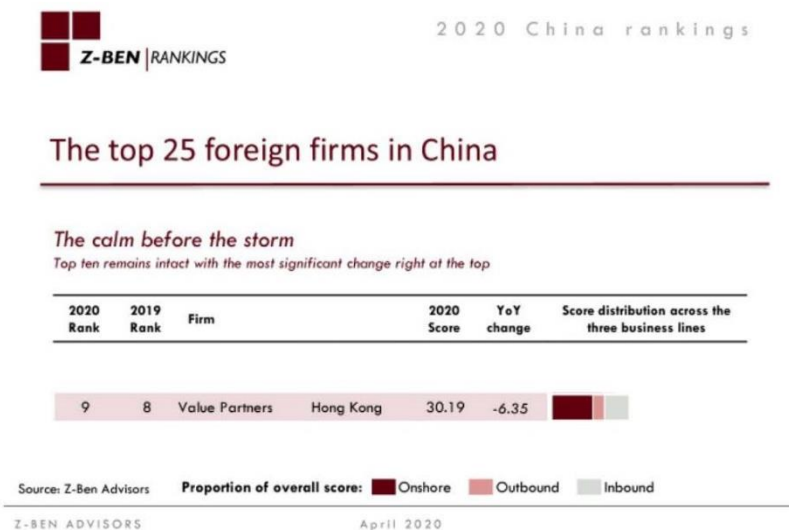 2020 China rankings
Z-BEN | RANKINGS
The top 25 foreign firms in China
The calm before the storm
Top ten remains intact with the most significant change right at the top
2020 Rank 2019 Rank Firm 2020 Score YoY change Score distribution across the three business lines
9 8 Value Partners Hong Kong 30.19 -6.35
Source: Z-Ben Advisors Proportion of overall score: Onshore Outbound Inbound
Z-BEN ADVISORS April 2020